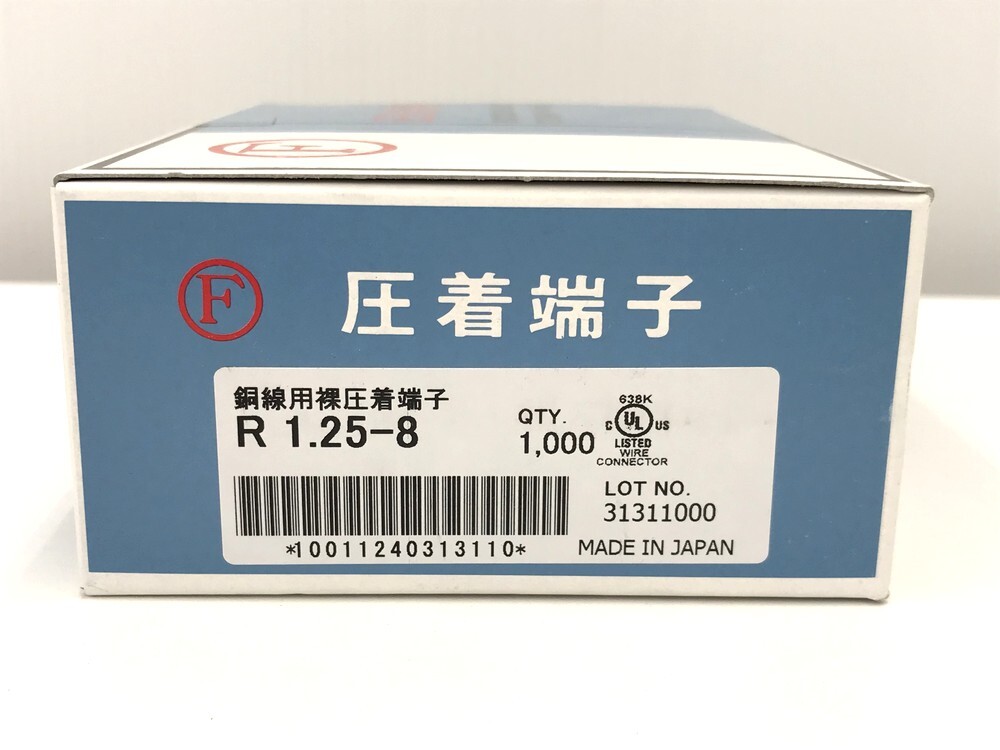 F
F 圧着端子
銅線用裸圧着端子
R 1.25-8
QTY.
1,000
638K
C UL US
LISTED
WIRE
CONNECTOR
LOT NO.
31311000
*10011240313110*
MADE IN JAPAN